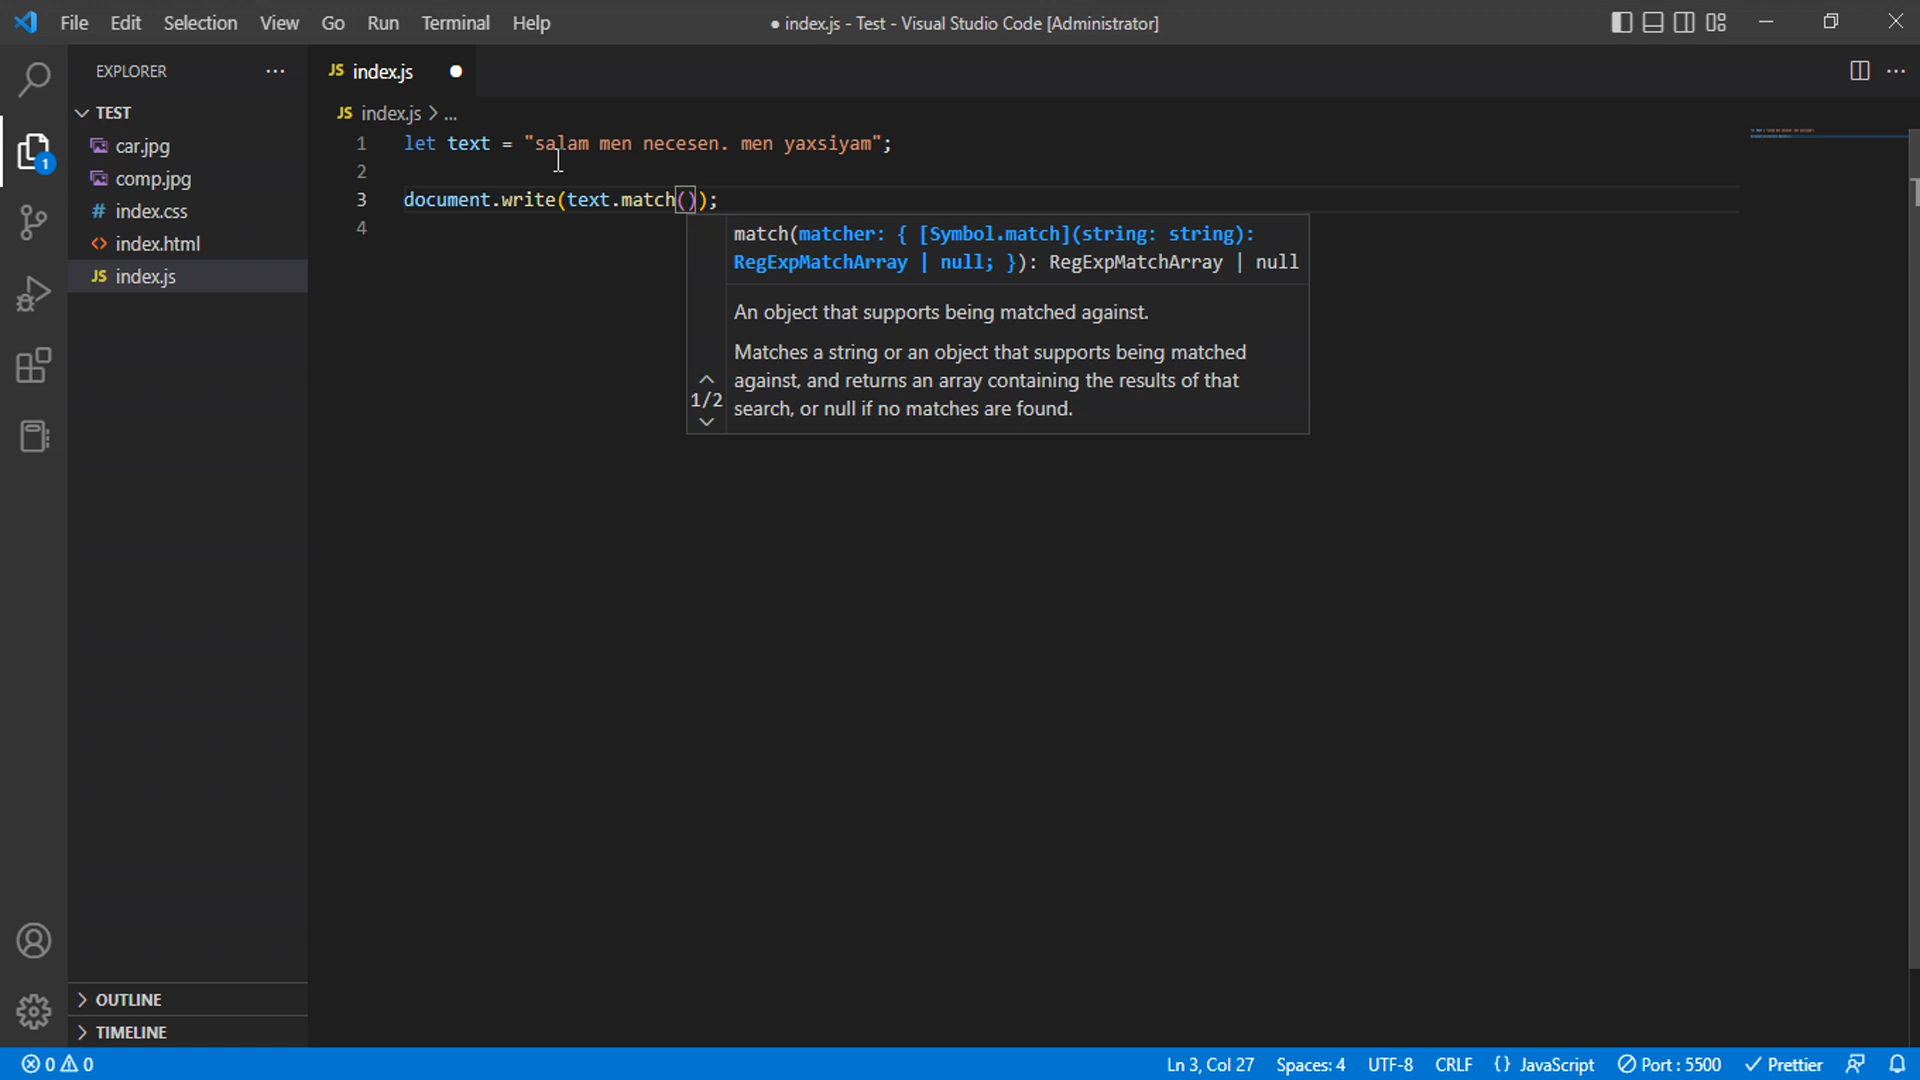 File Edit Selection View Go Run Terminal Help
● index.js - Test - Visual Studio Code [Administrator]
EXPLORER ···
JS index.js ●
TEST
car.jpg
comp.jpg
# index.css
<> index.html
JS index.js
JS index.js > ...
1 let text = "salam men necesen. men yaxsiyam";
2
3 document.write(text.match());
4
match(matcher: { [Symbol.match](string: string):
RegExpMatchArray | null; }): RegExpMatchArray | null
An object that supports being matched against.
Matches a string or an object that supports being matched
against, and returns an array containing the results of that
search, or null if no matches are found.
1/2
1
OUTLINE
TIMELINE
0 0
Ln 3, Col 27 Spaces: 4 UTF-8 CRLF {} JavaScript Port : 5500 Prettier